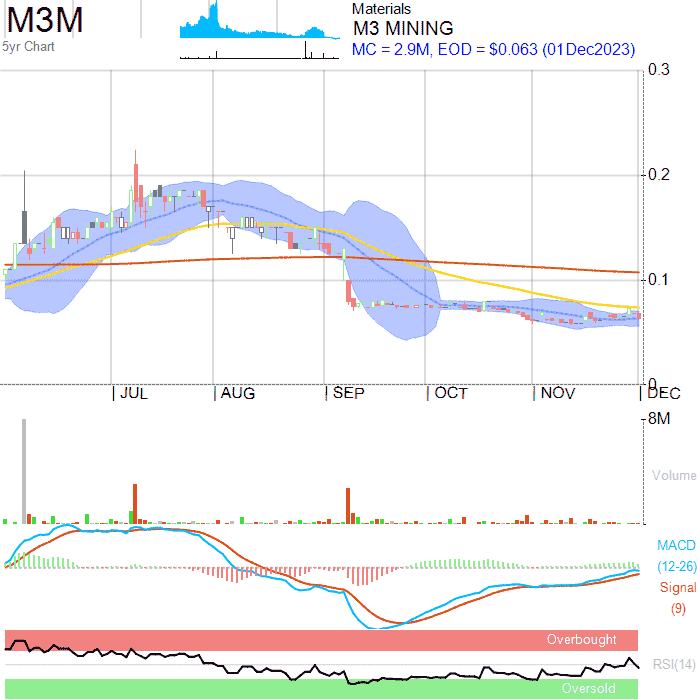 M3M
5yr Chart
Materials
M3 MINING
MC = 2.9M, EOD = $0.063 (01Dec2023)
0.3
0.2
0.1
0
JUL AUG SEP OCT NOV DEC
8M
Volume
MACD
(12-26)
Signal
(9)
Overbought
RSI(14)
Oversold